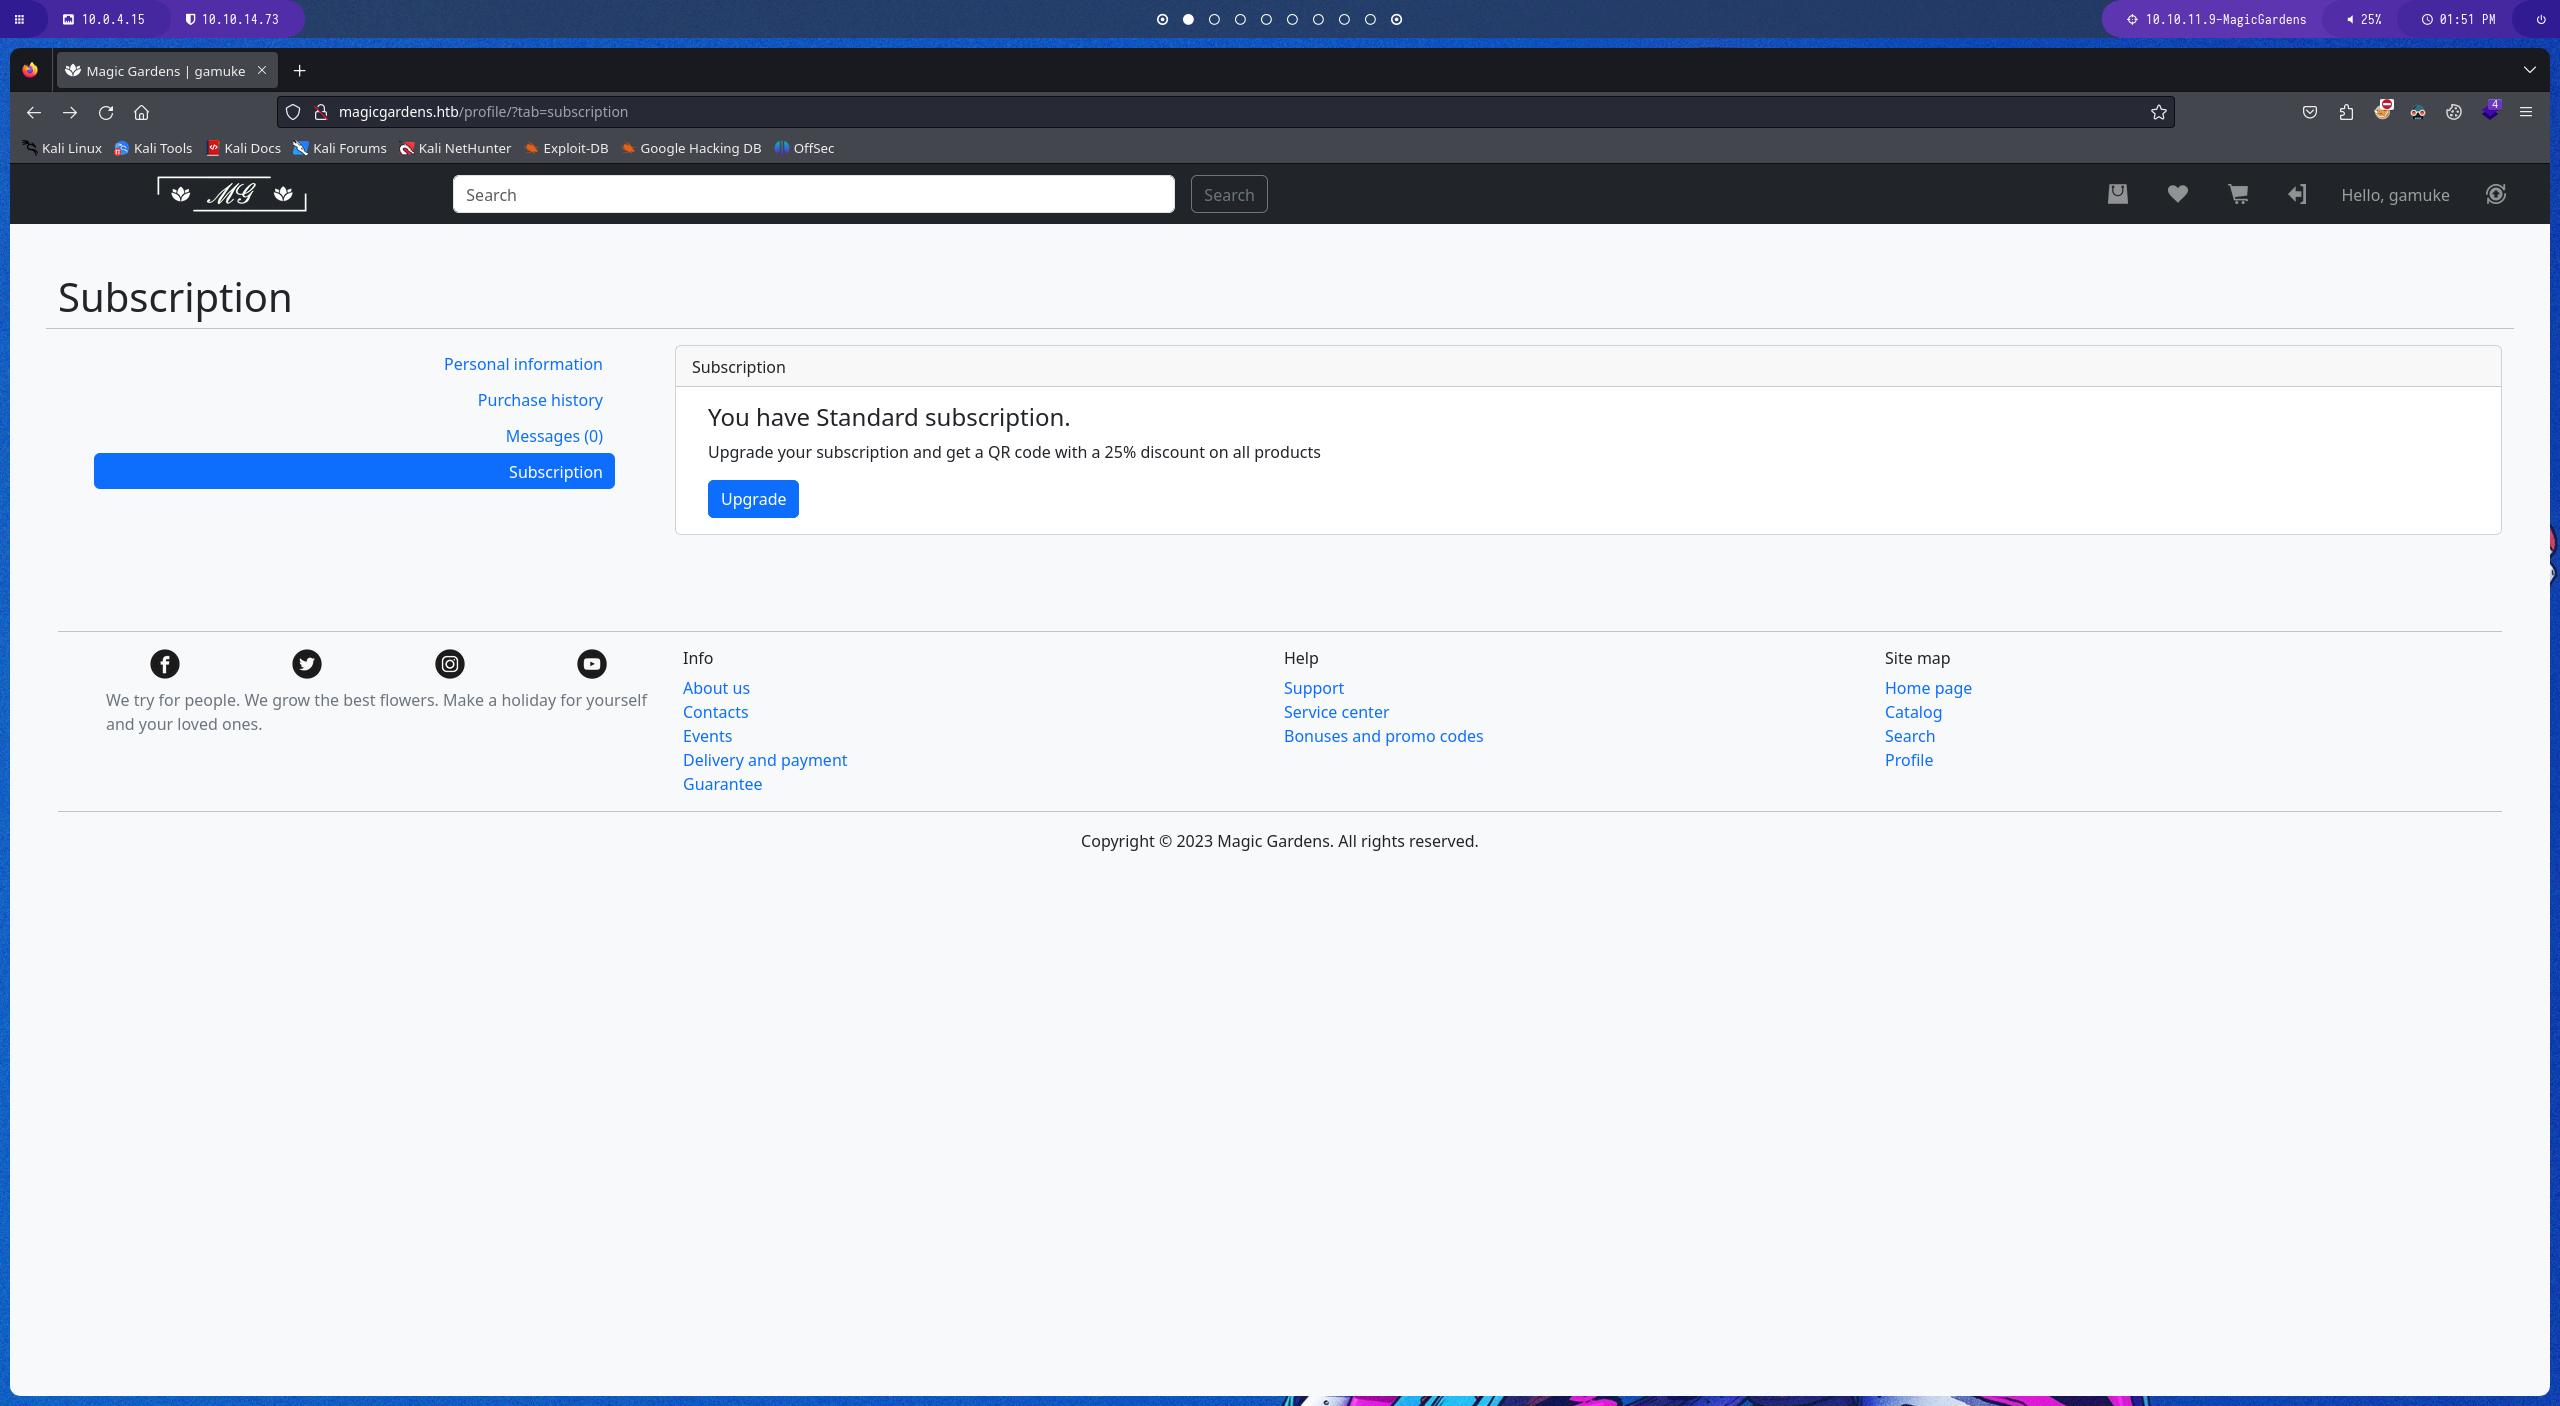 10.0.4.15 10.10.14.73 10.10.11.9-MagicGardens 25% 01:51 PM
Magic Gardens | gamuke
magicgardens.htb/profile/?tab=subscription
4
Kali Linux Kali Tools Kali Docs Kali Forums Kali NetHunter Exploit-DB Google Hacking DB OffSec
MG Search Search Hello, gamuke
Subscription
Personal information
Purchase history
Messages (0)
Subscription
Subscription
You have Standard subscription.
Upgrade your subscription and get a QR code with a 25% discount on all products
Upgrade
We try for people. We grow the best flowers. Make a holiday for yourself
and your loved ones.
Info
About us
Contacts
Events
Delivery and payment
Guarantee
Help
Support
Service center
Bonuses and promo codes
Site map
Home page
Catalog
Search
Profile
Copyright © 2023 Magic Gardens. All rights reserved.